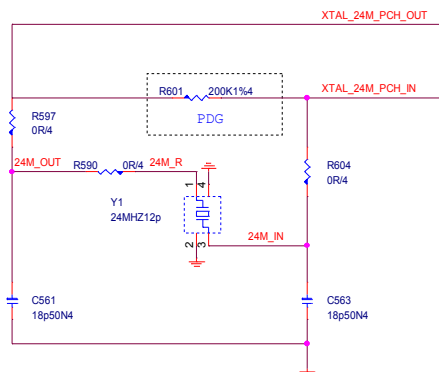 XTAL_24M_PCH_OUT
R601 200K1%4
XTAL_24M_PCH_IN
PDG
R597
0R/4
24M_OUT R590 0R/4 24M_R
R604
0R/4
1 4
Y1
24MHZ12p
2 3
24M_IN
C561
18p50N4
C563
18p50N4